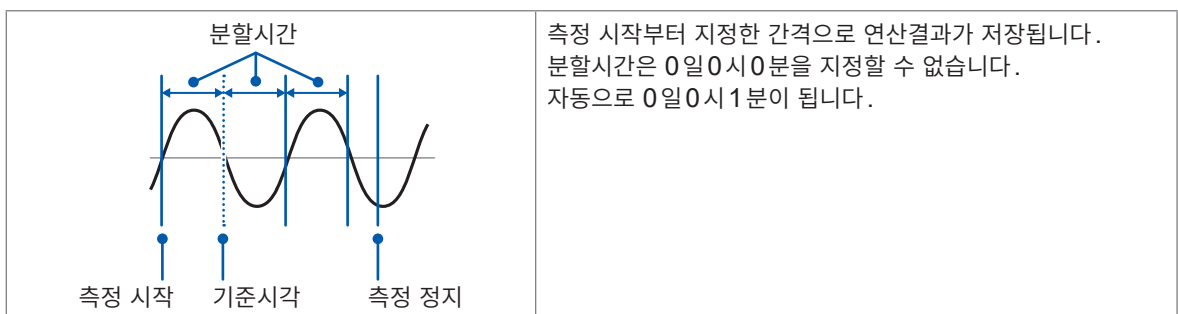 분할시간
측정 시작 기준시각 측정 정지
측정 시작부터 지정한 간격으로 연산결과가 저장됩니다.
분할시간은 0일0시0분을 지정할 수 없습니다.
자동으로 0일0시1분이 됩니다.